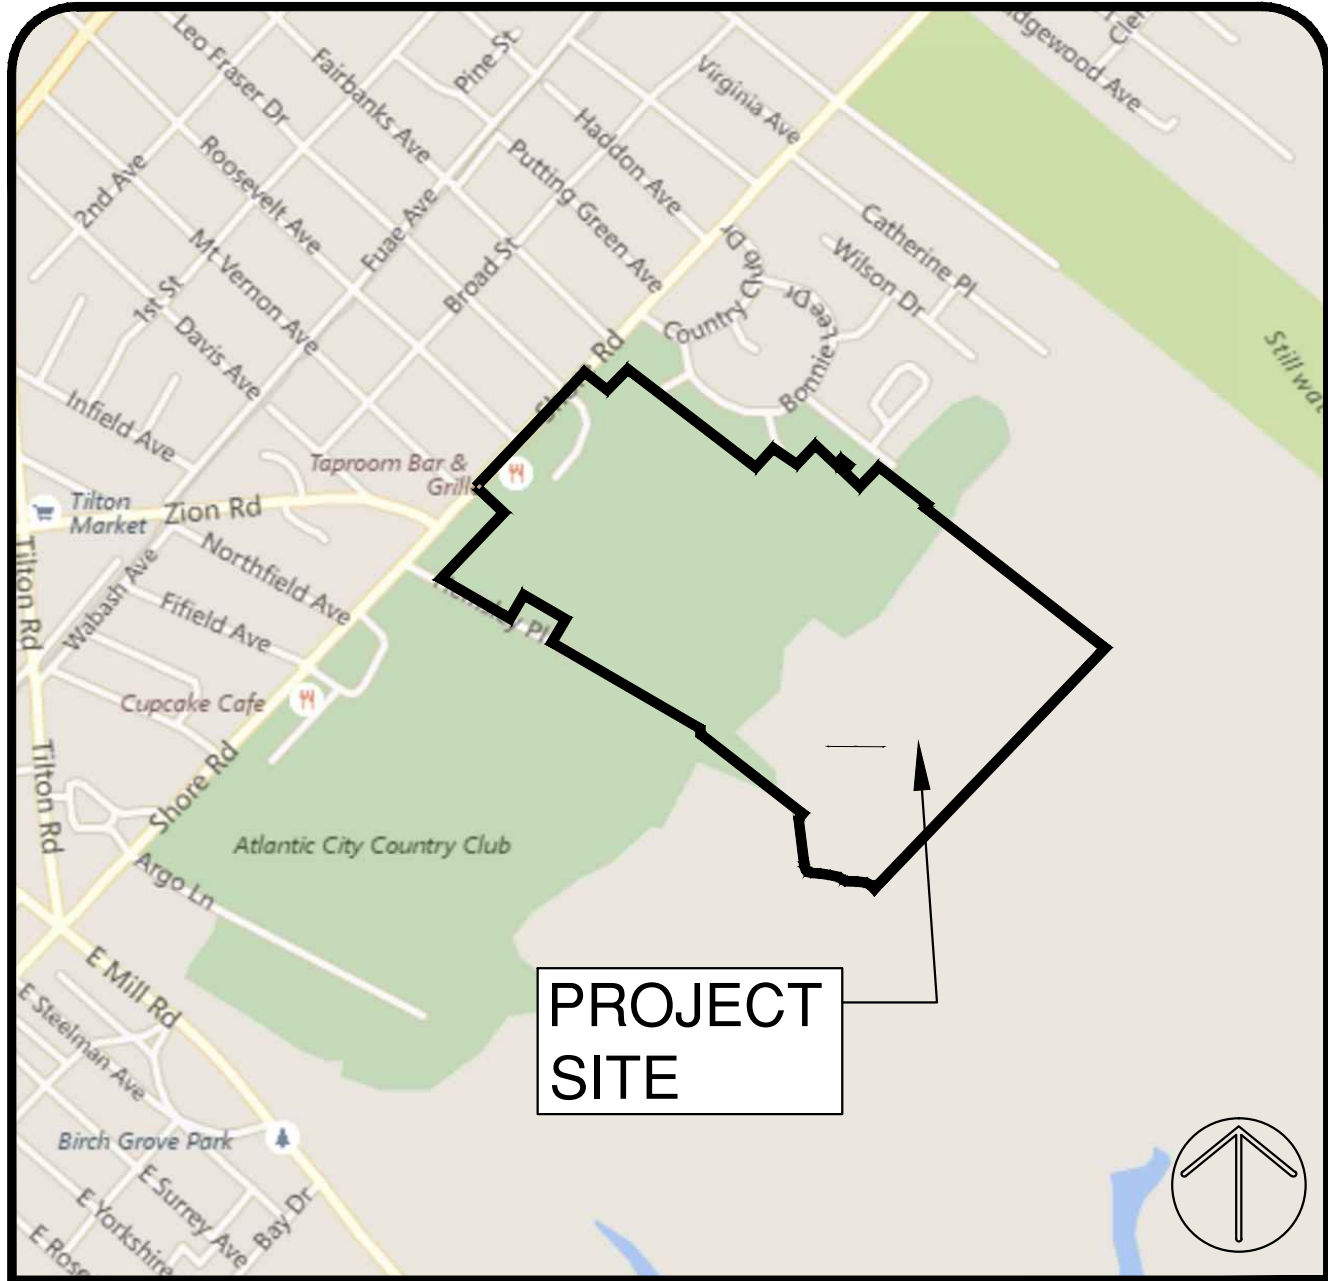 Leo Fraser Dr
Fairbanks Ave
Pine St
Virginia Ave
Haddon Ave
Putting Green Ave
Roosevelt Ave
2nd Ave
Fuae Ave
Mt Vernon Ave
Broad St
1st St
Davis Ave
Infield Ave
Country Club Dr
Bonnie Lee Dr
Catherine Pl
Wilson Dr
Shore Rd
Taproom Bar &
Grill
Tilton
Market
Zion Rd
Tilton Rd
Wabash Ave
Northfield Ave
Fifield Ave
Cupcake Cafe
Tilton Rd
Shore Rd
Atlantic City Country Club
Argo Ln
E Mill Rd
PROJECT
SITE
E Steelman Ave
Birch Grove Park
E Surrey Ave
Bay Dr
E Yorkshire